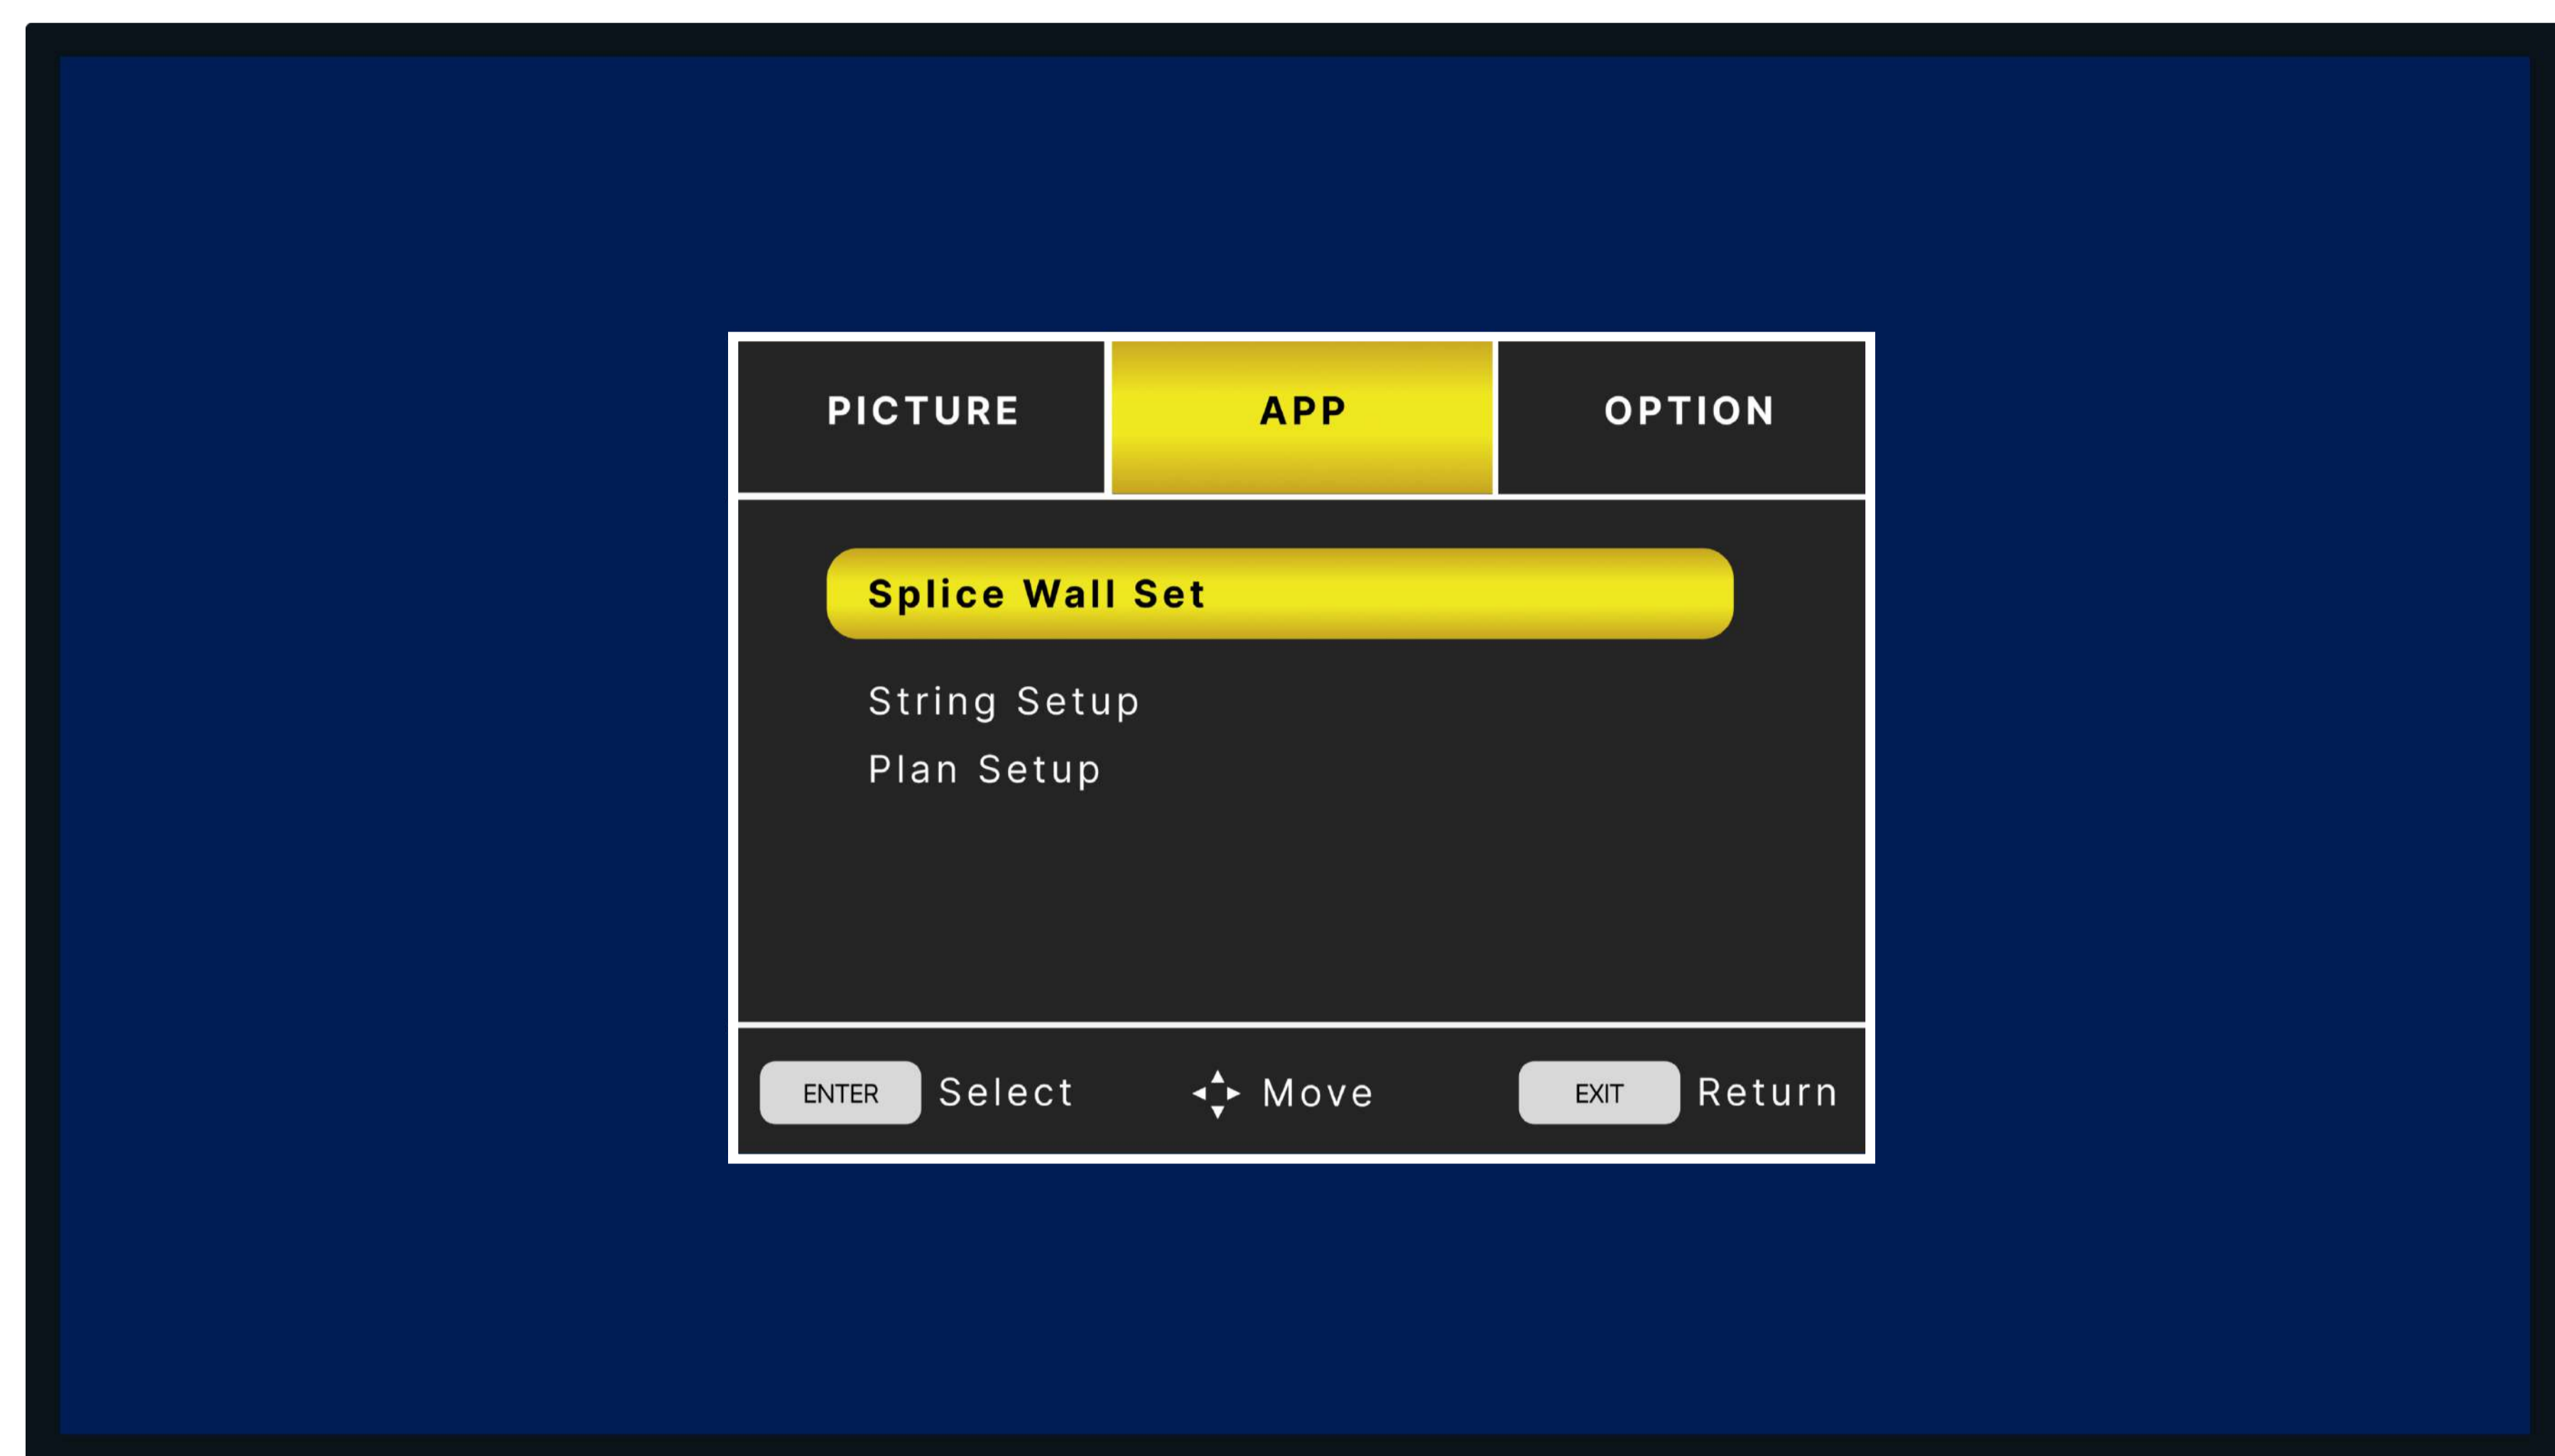 PICTURE APP OPTION
Splice Wall Set
String Setup
Plan Setup
ENTER Select Move EXIT Return